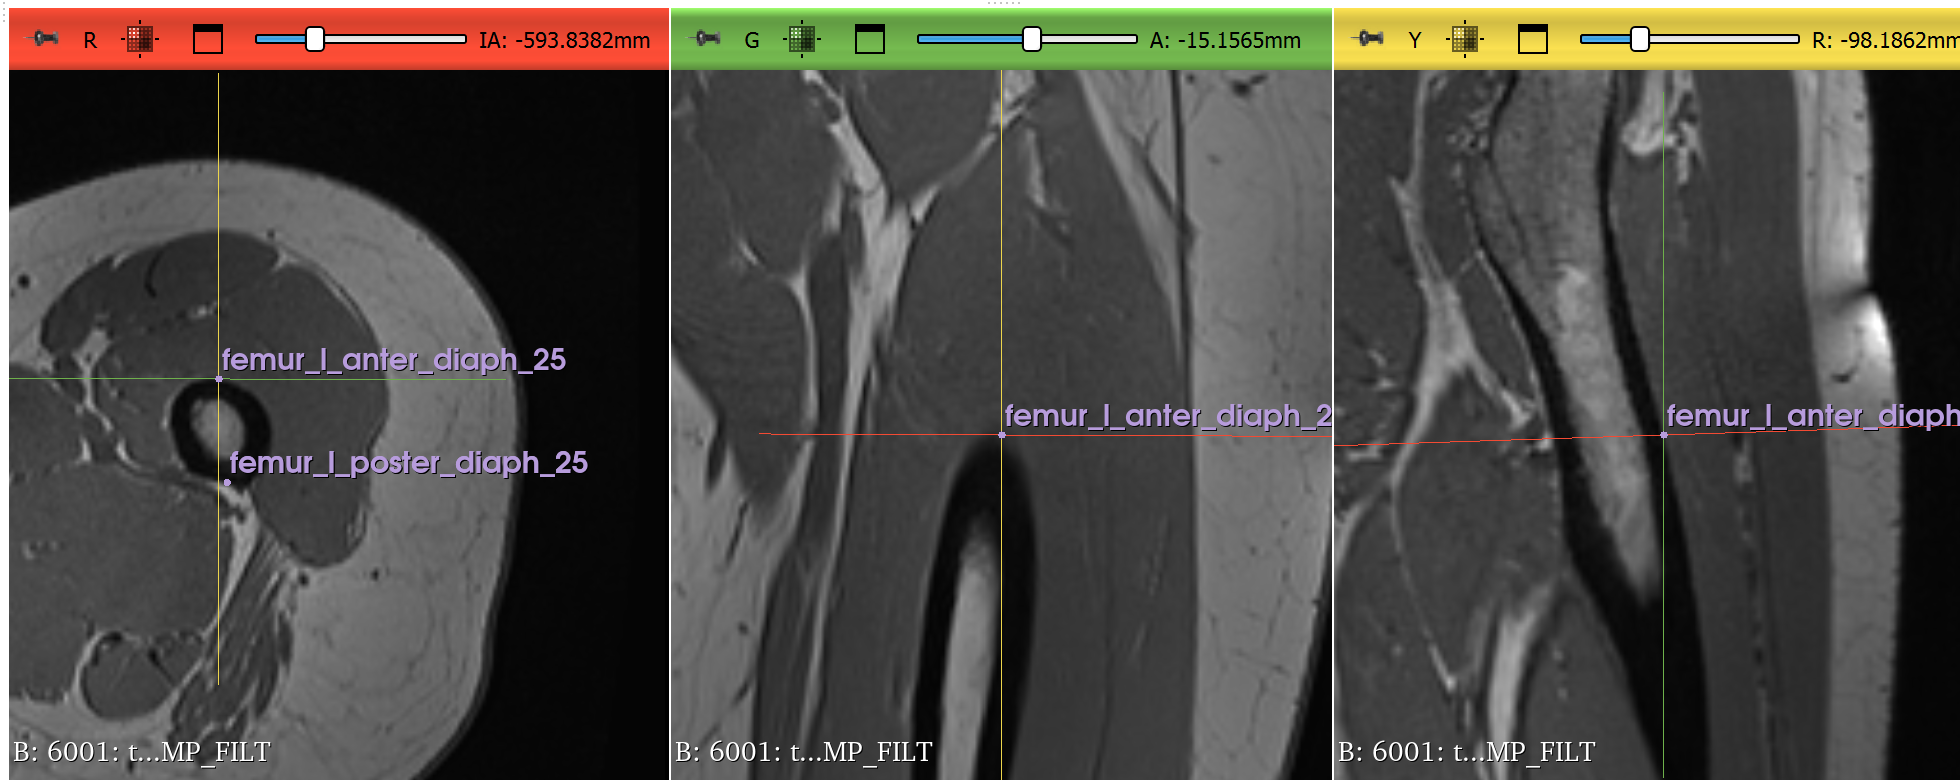 R IA: -593.8382mm
G A: -15.1565mm
Y R: -98.1862mm
femur_l_anter_diaph_25
femur_l_poster_diaph_25
femur_l_anter_diaph_2
femur_l_anter_diaph
B: 6001: t...MP_FILT
B: 6001: t...MP_FILT
B: 6001: t...MP_FILT